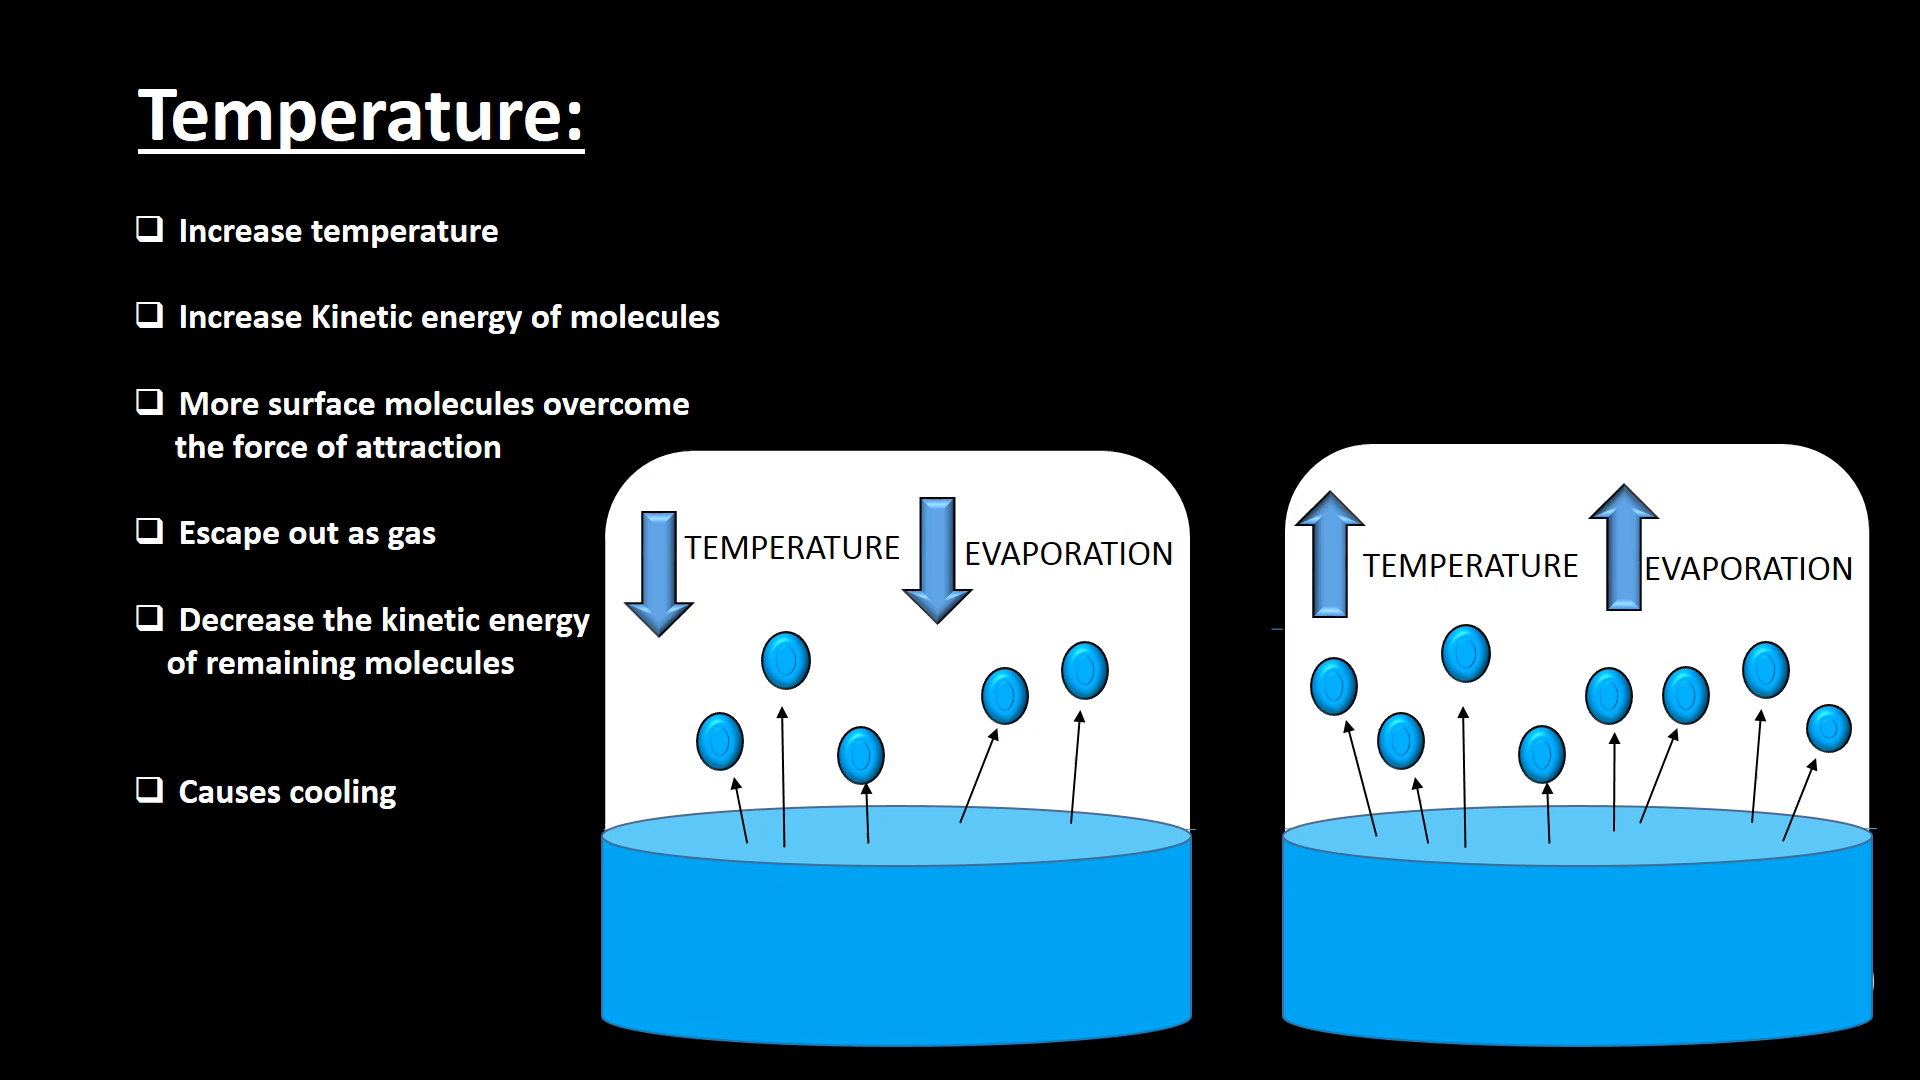 Temperature:
❑ Increase temperature
❑ Increase Kinetic energy of molecules
❑ More surface molecules overcome
the force of attraction
❑ Escape out as gas
❑ Decrease the kinetic energy
of remaining molecules
❑ Causes cooling
TEMPERATURE
EVAPORATION
TEMPERATURE
EVAPORATION